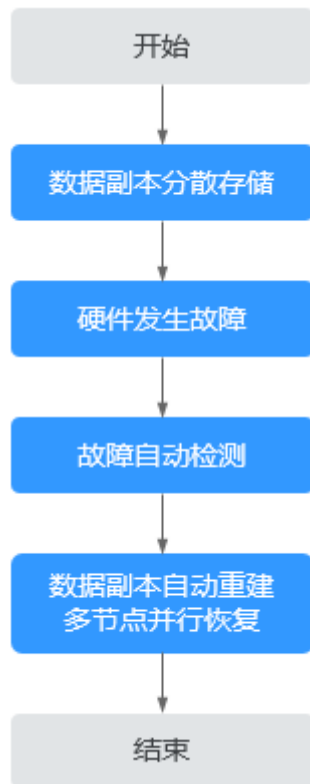 开始
数据副本分散存储
硬件发生故障
故障自动检测
数据副本自动重建
多节点并行恢复
结束